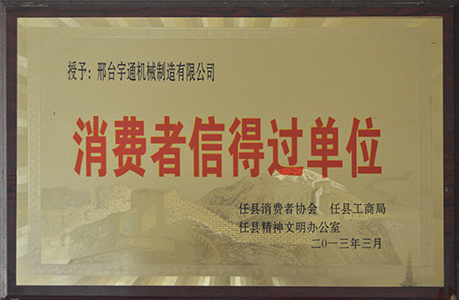 授予：邢台宇通机械制造有限公司
消费者信得过单位
任县消费者协会 任县工商局
任县精神文明办公室
二〇一三年三月